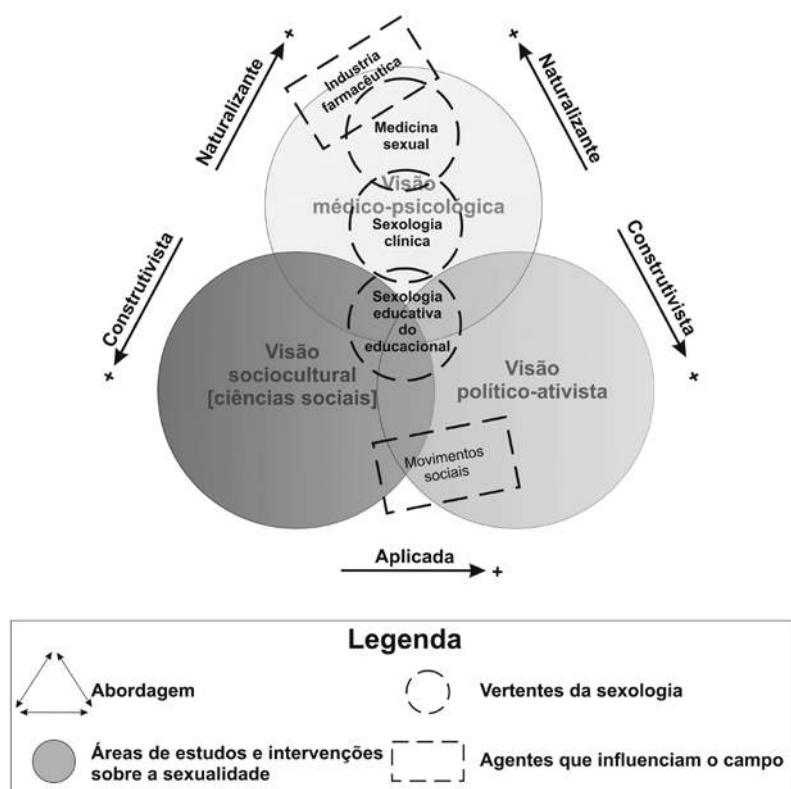 +
+
Naturalizante
Naturalizante
Industria
farmacêutica
Medicina
sexual
Visão
médico-psicológica
Sexologia
clínica
Construtivista
Construtivista
+
+
Sexologia
educativa
do
educacional
Visão
sociocultural
[ciências sociais]
Visão
político-ativista
Movimentos
sociais
Aplicada
+
Legenda
Abordagem
Vertentes da sexologia
Áreas de estudos e intervenções
sobre a sexualidade
Agentes que influenciam o campo